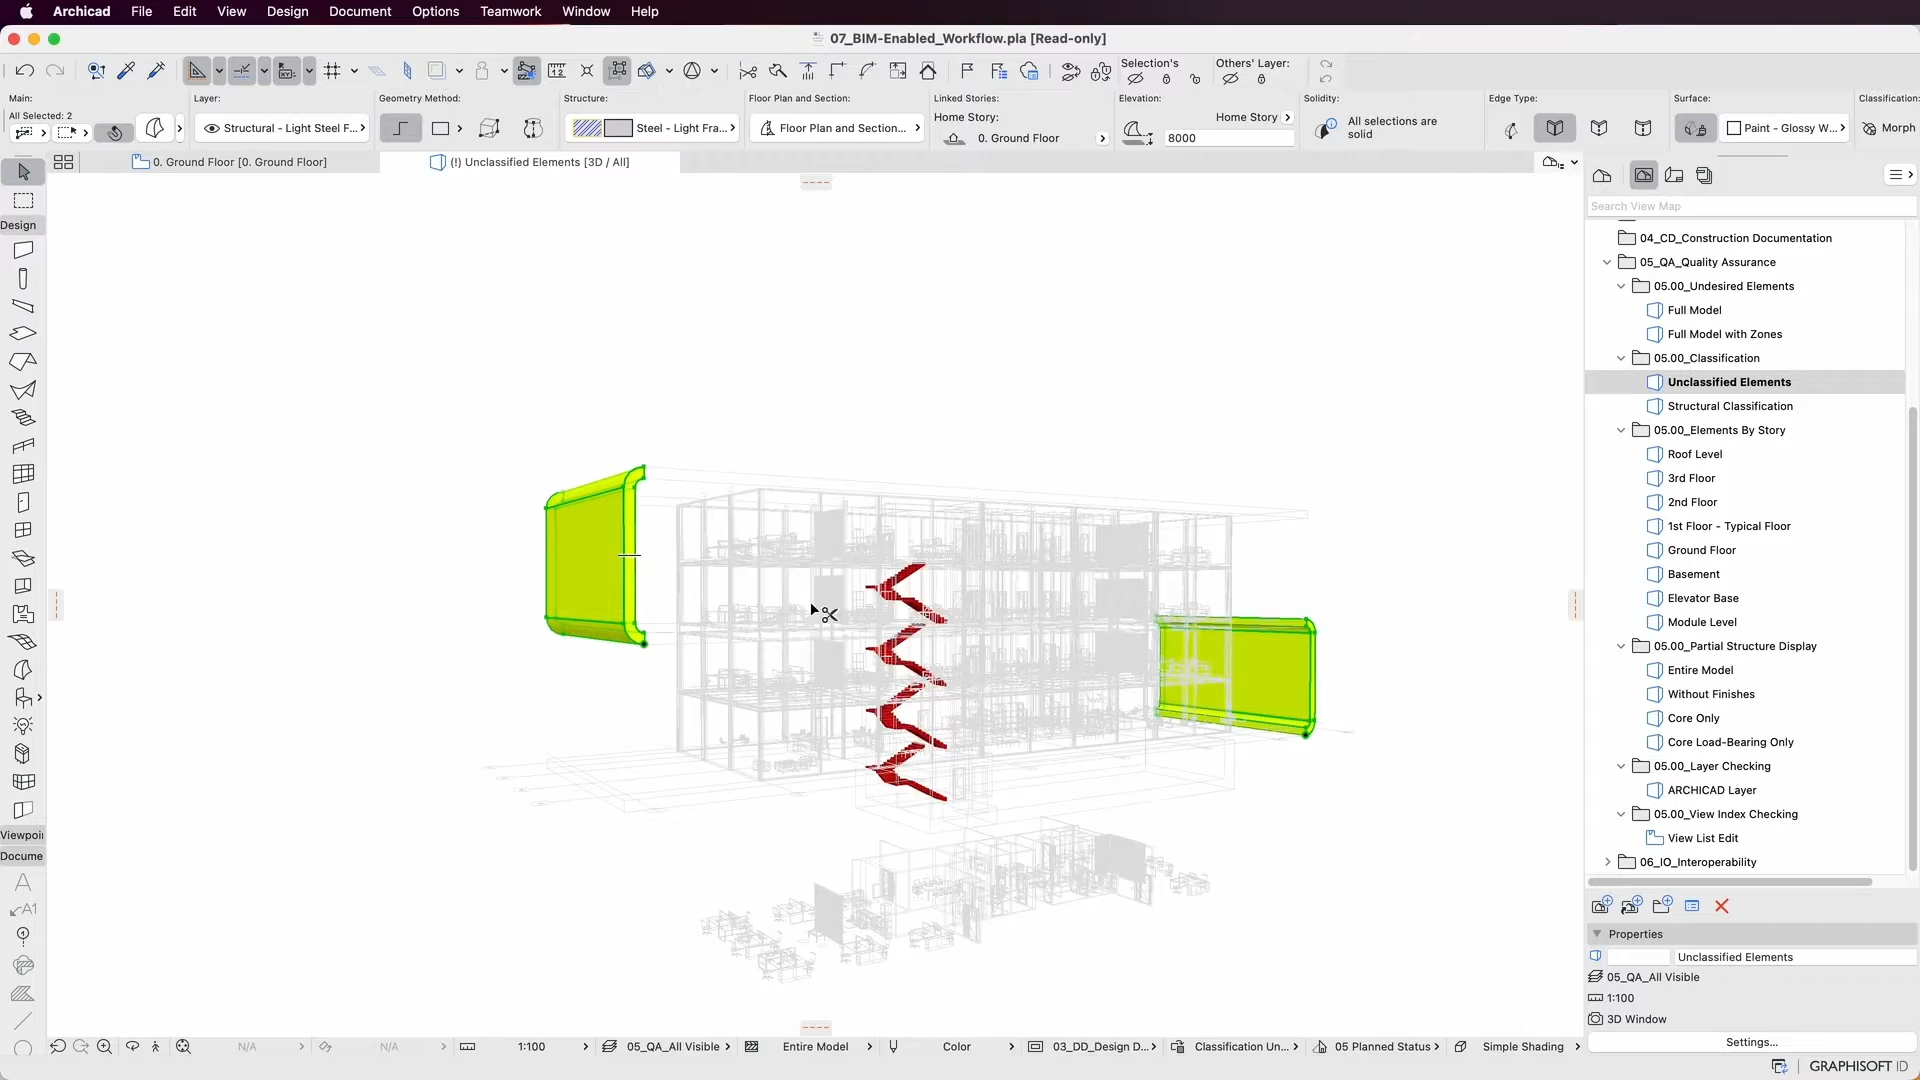 Archicad File Edit View Design Document Options Teamwork Window Help
07_BIM-Enabled_Workflow.pla [Read-only]
Selection's
Others' Layer:
Main:
All Selected: 2
Layer:
Structural - Light Steel F...
Geometry Method:
Structure:
Steel - Light Fra...
Floor Plan and Section:
Floor Plan and Section...
Linked Stories:
Home Story:
0. Ground Floor
Elevation:
Home Story
8000
Solidity:
All selections are
solid
Edge Type:
Surface:
Paint - Glossy W...
Classification:
Morph
0. Ground Floor [0. Ground Floor]
(!) Unclassified Elements [3D / All]
Design
Viewpoi
Docume
A
A1
Search View Map
04_CD_Construction Documentation
05_QA_Quality Assurance
05.00_Undesired Elements
Full Model
Full Model with Zones
05.00_Classification
Unclassified Elements
Structural Classification
05.00_Elements By Story
Roof Level
3rd Floor
2nd Floor
1st Floor - Typical Floor
Ground Floor
Basement
Elevator Base
Module Level
05.00_Partial Structure Display
Entire Model
Without Finishes
Core Only
Core Load-Bearing Only
05.00_Layer Checking
ARCHICAD Layer
05.00_View Index Checking
View List Edit
06_IO_Interoperability
Properties
Unclassified Elements
05_QA_All Visible
1:100
3D Window
Settings...
N/A
N/A
1:100
05_QA_All Visible
Entire Model
Color
03_DD_Design D...
Classification Un...
05 Planned Status
Simple Shading
GRAPHISOFT ID